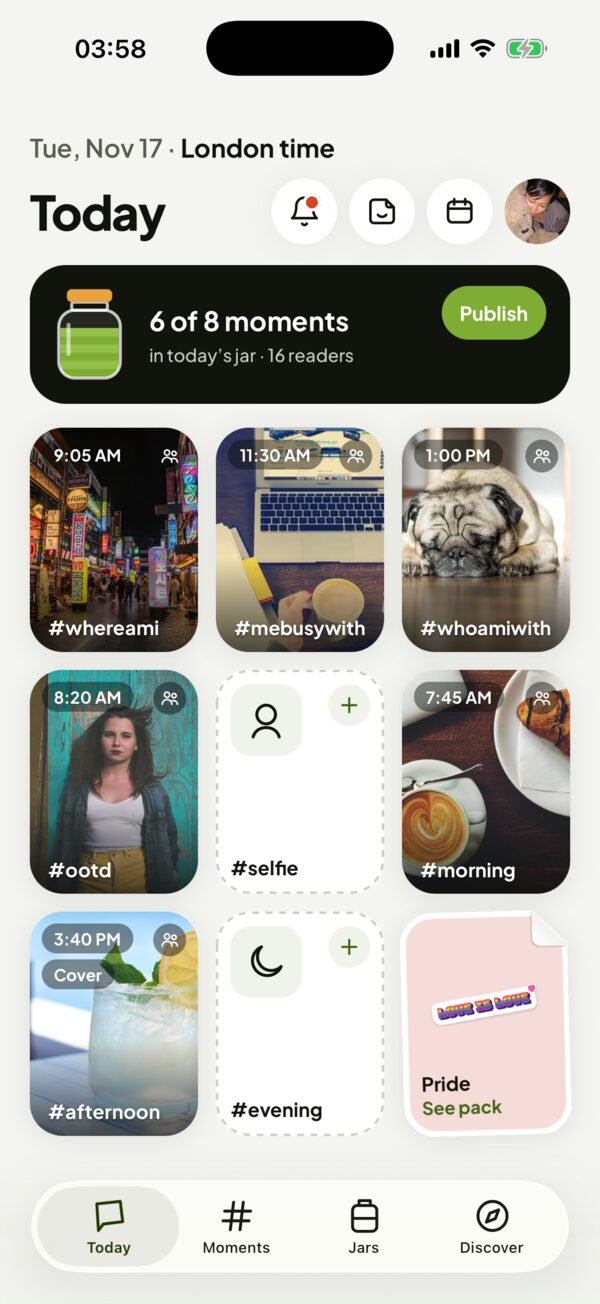 03:58
Tue, Nov 17 · London time
Today
6 of 8 moments
in today's jar · 16 readers
Publish
9:05 AM
#whereami
11:30 AM
#mebusywith
1:00 PM
#whoamiwith
8:20 AM
#ootd
#selfie
7:45 AM
#morning
3:40 PM
Cover
#afternoon
#evening
LOVE IS LOVE
Pride
See pack
Today
Moments
Jars
Discover